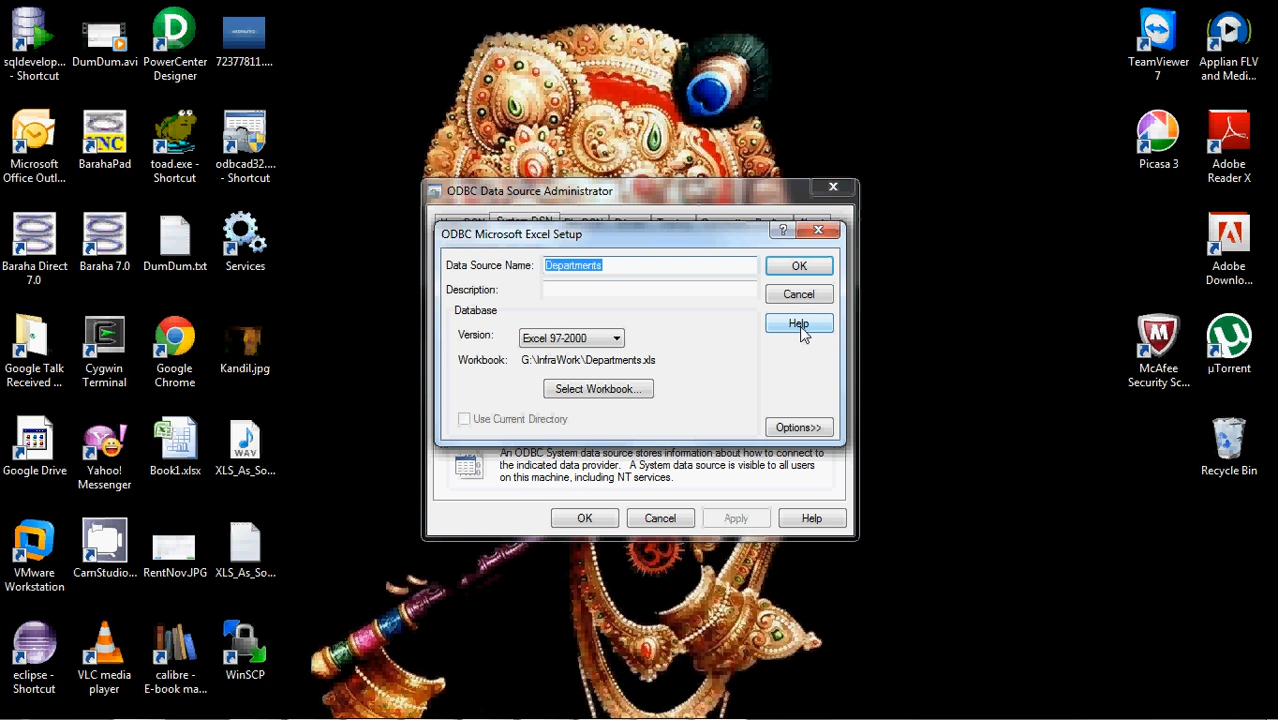 sqldevelop...
- Shortcut
DumDum.avi
PowerCenter
Designer
72377811....
TeamViewer
7
Applian FLV
and Medi...
Microsoft
Office Outl...
BarahaPad
toad.exe -
Shortcut
odbcad32....
- Shortcut
Picasa 3
Adobe
Reader X
Baraha Direct
7.0
Baraha 7.0
DumDum.txt
Services
Adobe
Downlo...
Google Talk
Received ...
Cygwin
Terminal
Google
Chrome
Kandil.jpg
McAfee
Security Sc...
µTorrent
Google Drive
Yahoo!
Messenger
Book1.xlsx
WAV
XLS_As_So...
Recycle Bin
VMware
Workstation
CamStudio...
RentNov.JPG
XLS_As_So...
eclipse -
Shortcut
VLC media
player
calibre -
E-book ma...
WinSCP
ODBC Data Source Administrator
System DSN
ODBC Microsoft Excel Setup
Data Source Name:
Departments
OK
Description:
Cancel
Database
Help
Version:
Excel 97-2000
Workbook:
G:\InfraWork\Departments.xls
Select Workbook...
Use Current Directory
Options>>
An ODBC System data source stores information about how to connect to
the indicated data provider. A System data source is visible to all users
on this machine, including NT services.
OK
Cancel
Apply
Help